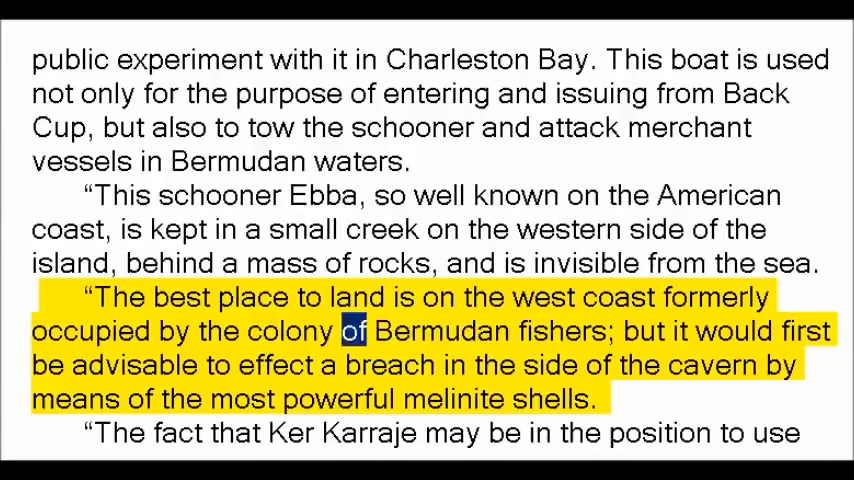 public experiment with it in Charleston Bay. This boat is used
not only for the purpose of entering and issuing from Back
Cup, but also to tow the schooner and attack merchant
vessels in Bermudan waters.
“This schooner Ebba, so well known on the American
coast, is kept in a small creek on the western side of the
island, behind a mass of rocks, and is invisible from the sea.
“The best place to land is on the west coast formerly
occupied by the colony of Bermudan fishers; but it would first
be advisable to effect a breach in the side of the cavern by
means of the most powerful melinite shells.
“The fact that Ker Karraje may be in the position to use